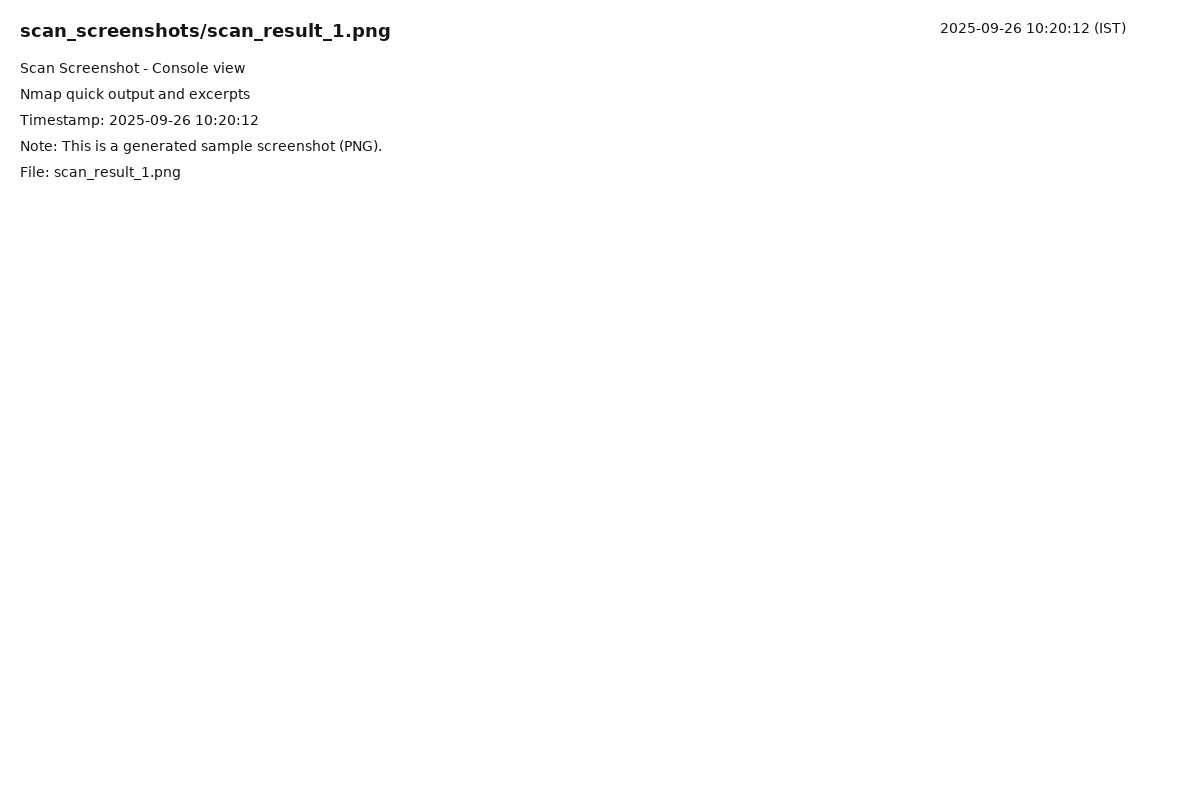 scan_screenshots/scan_result_1.png
2025-09-26 10:20:12 (IST)
Scan Screenshot - Console view
Nmap quick output and excerpts
Timestamp: 2025-09-26 10:20:12
Note: This is a generated sample screenshot (PNG).
File: scan_result_1.png